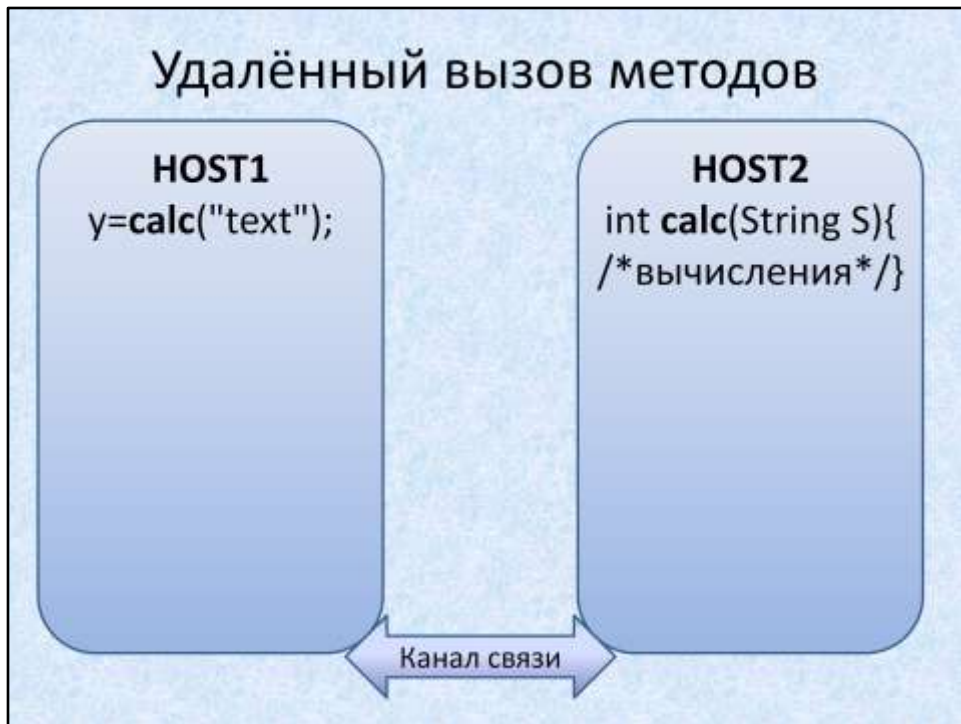 Удалённый вызов методов
HOST1
y=calc("text");
HOST2
int calc(String S){
/*вычисления*/}
Канал связи